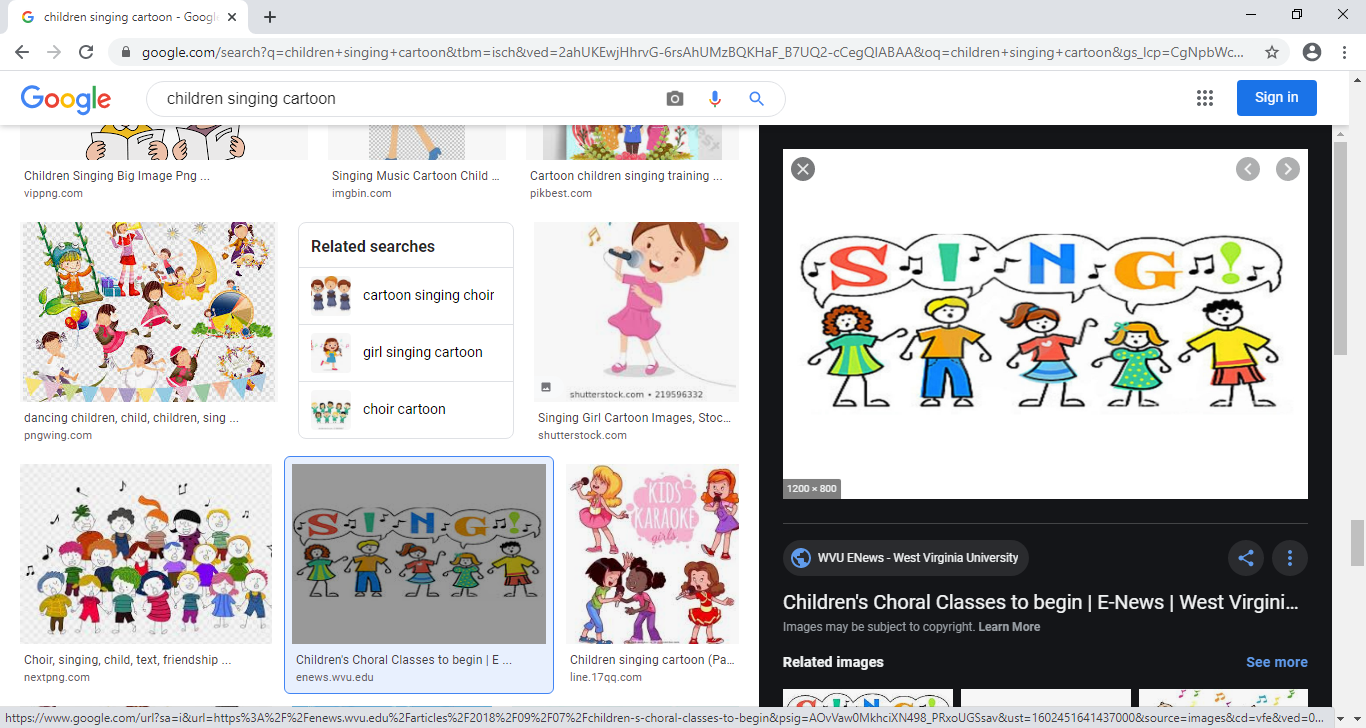 children singing cartoon - Googl
google.com/search?q=children+singing+cartoon&tbm=isch&ved=2ahUKEwjHhrvG-6rsAhUMzBQKHaF_B7UQ2-cCegQIABAA&oq=children+singing+cartoon&gs_lcp=CgNpbWc...
Google
children singing cartoon
Sign in
Children Singing Big Image Png ...
vippng.com
Singing Music Cartoon Child ...
imgbin.com
Cartoon children singing training ...
pikbest.com
dancing children, child, children, sing ...
pngwing.com
Related searches
cartoon singing choir
girl singing cartoon
choir cartoon
shutterstock.com • 219596332
Singing Girl Cartoon Images, Stoc...
shutterstock.com
Choir, singing, child, text, friendship ...
nextpng.com
SING!
Children's Choral Classes to begin | E ...
enews.wvu.edu
KIDS
KARAOKE
girls
Children singing cartoon (Pa...
line.17qq.com
SING!
1200 × 800
WVU ENews - West Virginia University
Children's Choral Classes to begin | E-News | West Virgini...
Images may be subject to copyright. Learn More
Related images
See more
https://www.google.com/url?sa=i&url=https%3A%2F%2Fenews.wvu.edu%2Farticles%2F2018%2F09%2F07%2Fchildren-s-choral-classes-to-begin&psig=AOvVaw0MkhciXN498_PRxoUGSsav&ust=1602451641437000&source=images&cd=vfe&ved=0...